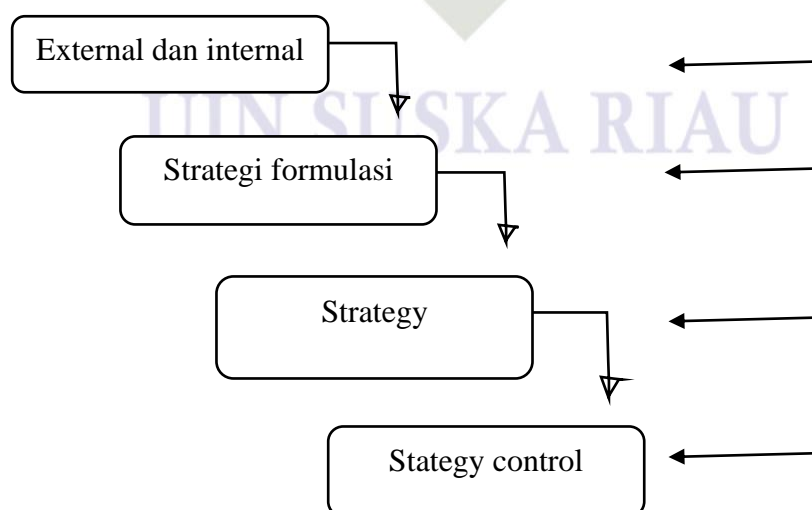 External dan internal
UIN SUSKA RIAU
Strategi formulasi
Strategy
Stategy control